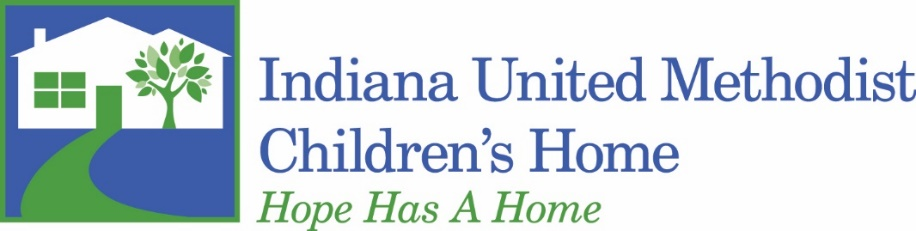 Indiana United Methodist
Children's Home
Hope Has A Home